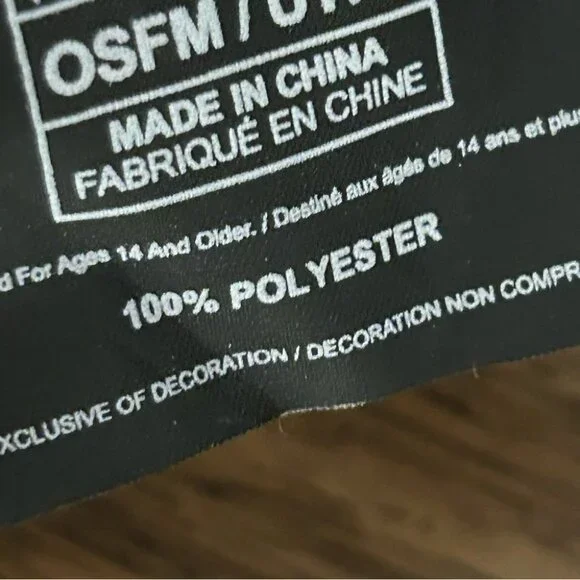 OSFM /
MADE IN CHINA
FABRIQUÉ EN CHINE
For Ages 14 And Older. / Destiné aux âgés de 14 ans et plus
100% POLYESTER
XCLUSIVE OF DECORATION / DECORATION NON COMPR